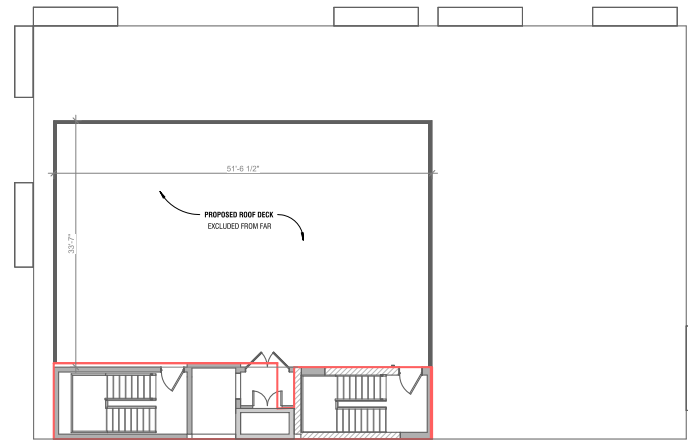 51'-6 1/2"
PROPOSED ROOF DECK
EXCLUDED FROM FAR
33'-7"